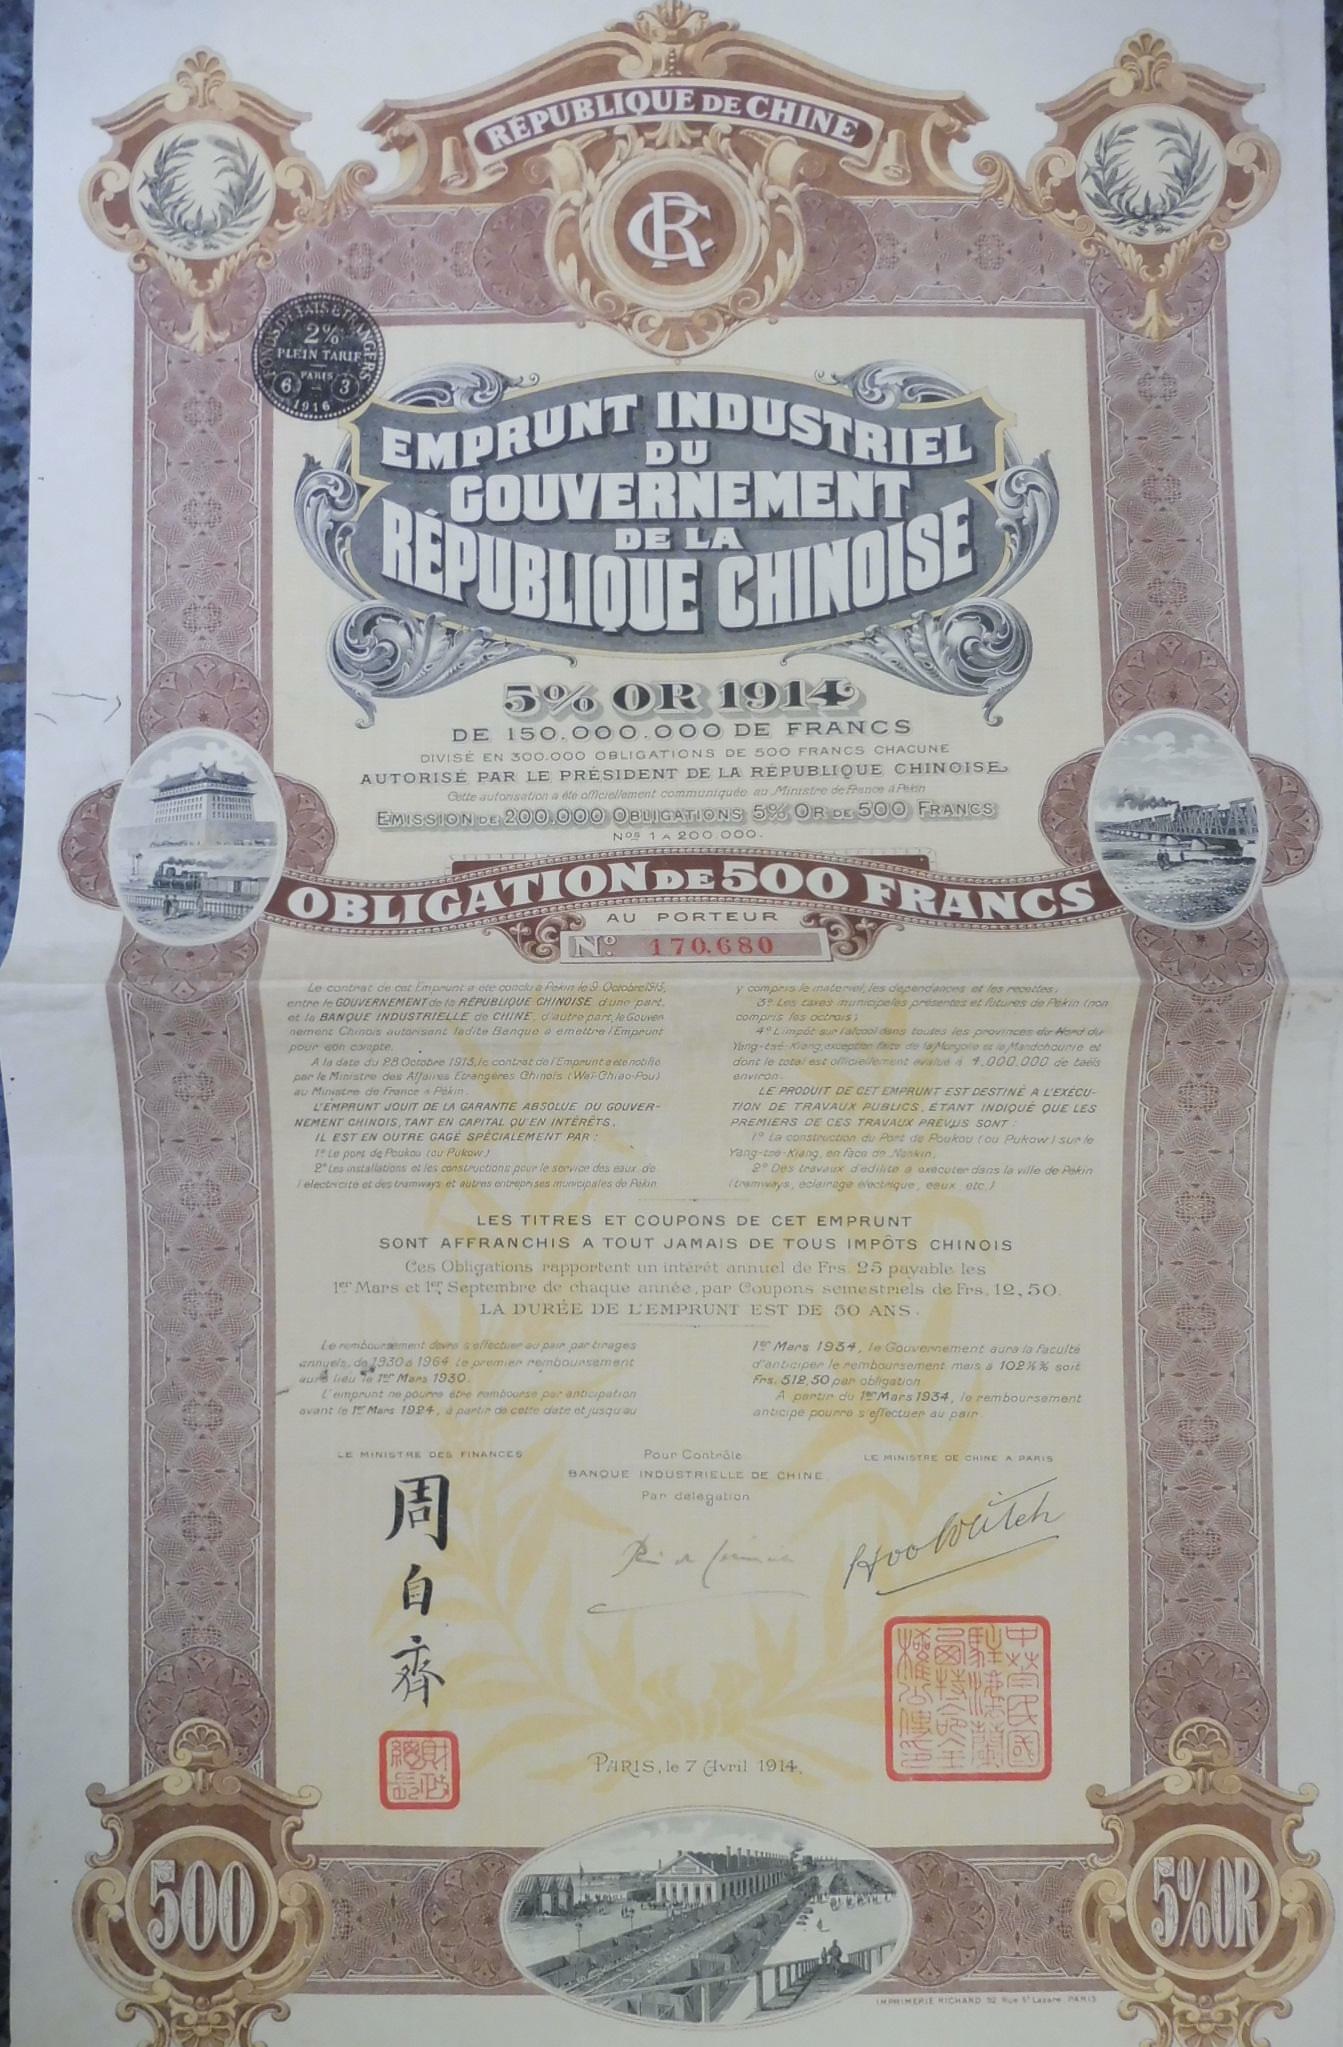 RÉPUBLIQUE DE CHINE
RC
FONDS D'ÉTATS ÉTRANGERS
2%
PLEIN TARIF
PARIS
6 3
1916
EMPRUNT INDUSTRIEL
DU
GOUVERNEMENT
DE LA
RÉPUBLIQUE CHINOISE
5% OR 1914
DE 150.000.000 DE FRANCS
DIVISÉ EN 300.000 OBLIGATIONS DE 500 FRANCS CHACUNE
AUTORISÉ PAR LE PRÉSIDENT DE LA RÉPUBLIQUE CHINOISE
Cette autorisation a été officiellement communiquée au Ministre de France à Pékin
EMISSION DE 200.000 OBLIGATIONS 5% OR DE 500 FRANCS
Nos 1 A 200.000.
OBLIGATION DE 500 FRANCS
AU PORTEUR
No. 170.680
Le contrat de cet Emprunt a été conclu à Pékin le 9 Octobre 1913,
entre le GOUVERNEMENT de la RÉPUBLIQUE CHINOISE d'une part,
et la BANQUE INDUSTRIELLE de CHINE, d'autre part, le Gouver-
nement Chinois autorisant ladite Banque à émettre l'Emprunt
pour son compte.
A la date du 28 Octobre 1913, le contrat de l'Emprunt a été notifié
par le Ministre des Affaires Etrangères Chinois (Waï-Chiao-Pou)
au Ministre de France à Pékin.
L'EMPRUNT JOUIT DE LA GARANTIE ABSOLUE DU GOUVER-
NEMENT CHINOIS, TANT EN CAPITAL QU'EN INTÉRÊTS.
IL EST EN OUTRE GAGÉ SPÉCIALEMENT PAR :
1º Le port de Poukou (ou Pukow)
2º Les installations et les constructions pour le service des eaux, de
l'électricité et des tramways et autres entreprises municipales de Pékin
y compris le matériel, les dépendances et les recettes;
3º Les taxes municipales présentes et futures de Pékin (non
compris les octrois;
4º L'impôt sur l'alcool dans toutes les provinces du Nord du
Yang-tsé-Kiang, exception faite de la Mongolie et la Mandchourie et
dont le total est officiellement évalué à 4.000.000 de taëls
environ.
LE PRODUIT DE CET EMPRUNT EST DESTINÉ A L'EXÉCU-
TION DE TRAVAUX PUBLICS, ÉTANT INDIQUÉ QUE LES
PREMIERS DE CES TRAVAUX PRÉVUS SONT :
1º La construction du Port de Poukou (ou Pukow) sur le
Yang-tsé-Kiang, en face de Nankin,
2º Des travaux d'édilité à exécuter dans la ville de Pékin
(tramways, éclairage électrique, eaux, etc.)
LES TITRES ET COUPONS DE CET EMPRUNT
SONT AFFRANCHIS A TOUT JAMAIS DE TOUS IMPÔTS CHINOIS
Ces Obligations rapportent un intérêt annuel de Frs. 25 payable les
1er Mars et 1er Septembre de chaque année, par Coupons semestriels de Frs. 12,50.
LA DURÉE DE L'EMPRUNT EST DE 50 ANS.
Le remboursement devra s'effectuer au pair par tirages
annuels, de 1930 à 1964 le premier remboursement
aura lieu le 1er Mars 1930.
L'emprunt ne pourra être remboursé par anticipation
avant le 1er Mars 1924, à partir de cette date et jusqu'au
1er Mars 1934, le Gouvernement aura la faculté
d'anticiper le remboursement mais à 102 ½ % soit
Frs. 512,50 par obligation.
A partir du 1er Mars 1934, le remboursement
anticipé pourra s'effectuer au pair.
LE MINISTRE DES FINANCES
周自齊
財政總長
Pour Contrôle
BANQUE INDUSTRIELLE DE CHINE
Par délégation
LE MINISTRE DE CHINE A PARIS
Hoo Wei teh
PARIS, le 7 Avril 1914.
500
5% OR
IMPRIMERIE RICHARD 92 Rue St Lazare. PARIS